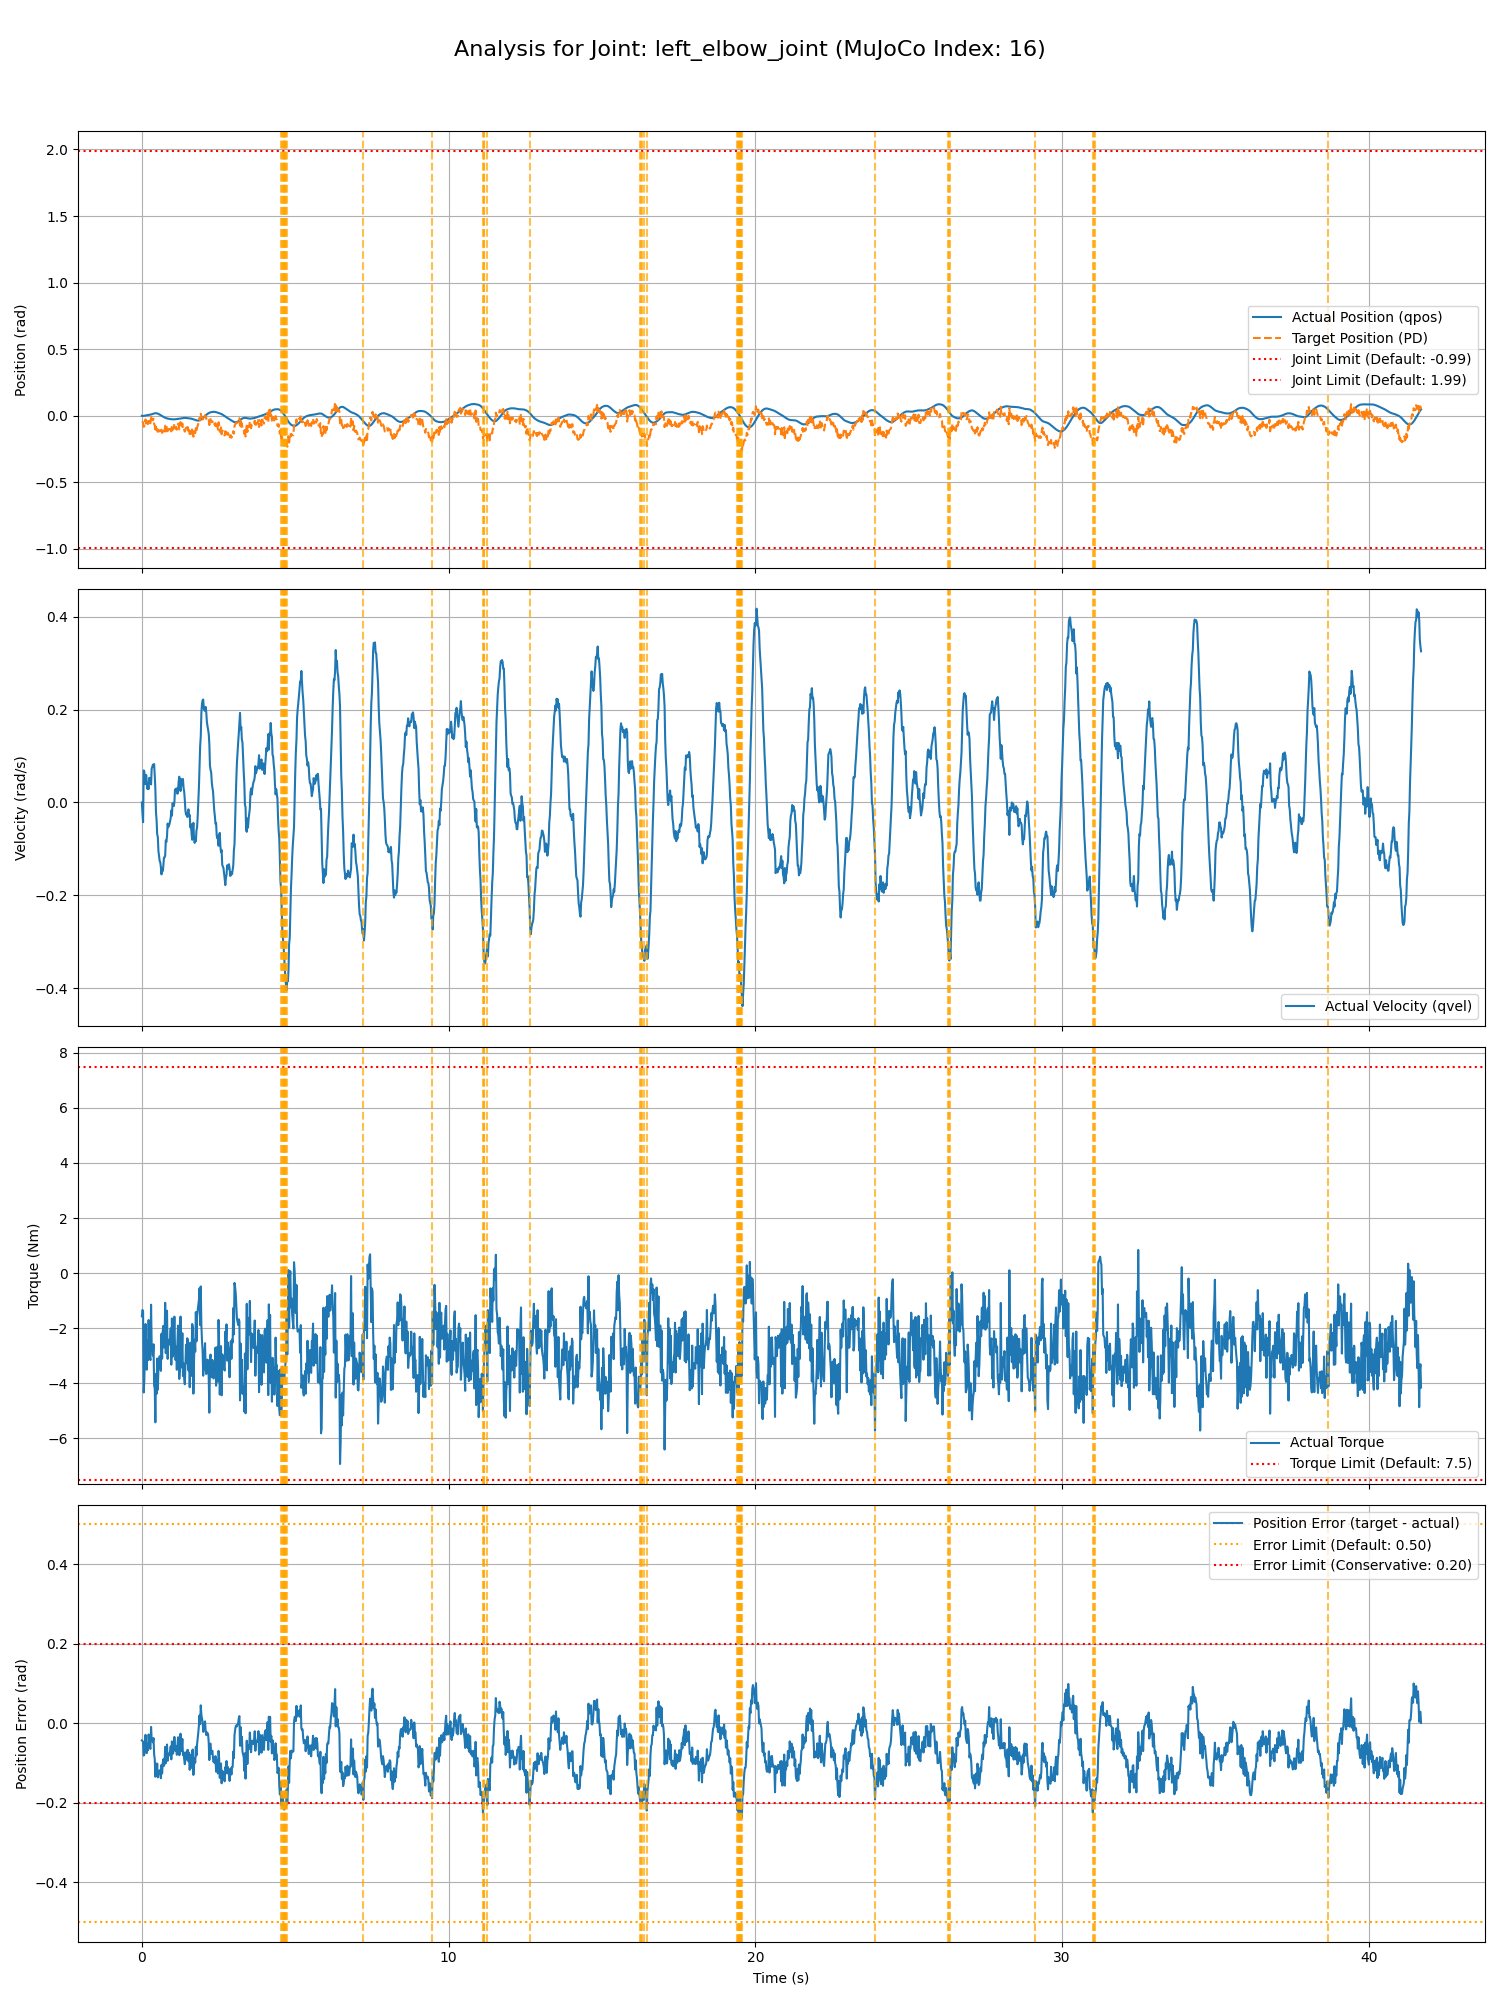 Analysis for Joint: left_elbow_joint (MuJoCo Index: 16)
Position (rad)
2.0
1.5
1.0
0.5
0.0
−0.5
−1.0
Actual Position (qpos)
Target Position (PD)
Joint Limit (Default: -0.99)
Joint Limit (Default: 1.99)
Velocity (rad/s)
0.4
0.2
0.0
−0.2
−0.4
Actual Velocity (qvel)
Torque (Nm)
8
6
4
2
0
−2
−4
−6
Actual Torque
Torque Limit (Default: 7.5)
Position Error (rad)
0.4
0.2
0.0
−0.2
−0.4
Position Error (target - actual)
Error Limit (Default: 0.50)
Error Limit (Conservative: 0.20)
0 10 20 30 40
Time (s)